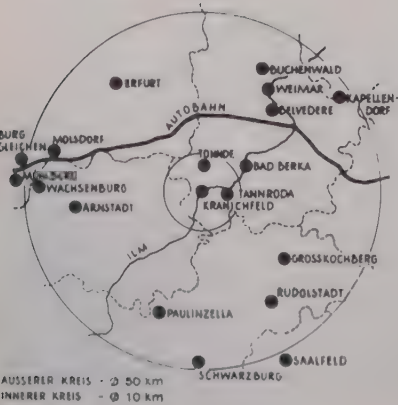 BUCHENWALD
ERFURT
WEIMAR
KAPELLEN-
DORF
BELVEDERE
AUTOBAHN
BURG
GLEICHEN
MOLSDORF
TONNDF
BAD BERKA
WACHSENBURG
TANNRODA
KRANICHFELD
ARNSTADT
ILM
GROSSKOCHBERG
RUDOLSTADT
PAULINZELLA
SCHWARZBURG
SAALFELD
AUSSERER KREIS - Ø 50 km
INNERER KREIS - Ø 10 km